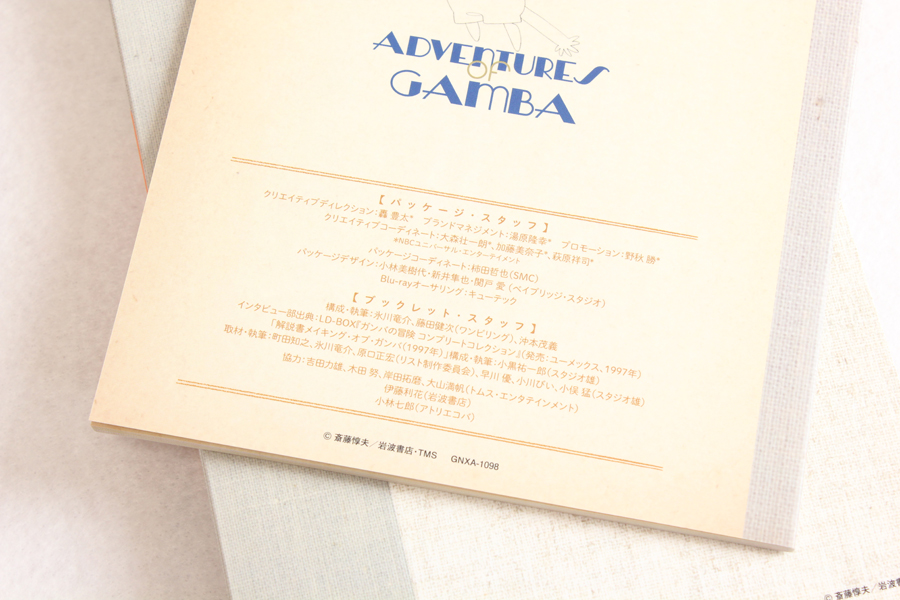 ADVENTURES
OF
GAMBA
【パッケージ・スタッフ】
クリエイティブディレクション：轟 豊太* ブランドマネジメント：湯原隆幸* プロモーション：野秋 勝*
クリエイティブコーディネート：大森壮一朗*、加藤美奈子*、萩原祥司*
*NBCユニバーサル・エンターテイメント
パッケージコーディネート：柿田哲也（SMC）
パッケージデザイン：小林美樹代・新井隼也・関戸 愛（ベイブリッジ・スタジオ）
Blu-rayオーサリング：キューテック
【ブックレット・スタッフ】
構成・執筆：氷川竜介、藤田健次（ワンビリング）、沖本茂義
インタビュー部出典：LD-BOX『ガンバの冒険 コンプリートコレクション』（発売：ユーメックス、1997年）
「解説書メイキング・オブ・ガンバ（1997年）」構成・執筆：小黒祐一郎（スタジオ雄）
取材・執筆：町田知之、氷川竜介、原口正宏（リスト制作委員会）、早川 優、小川びい、小俣 猛（スタジオ雄）
協力：吉田力雄、木田 努、岸田拓磨、大山満帆（トムス・エンタテインメント）
伊藤利花（岩波書店）
小林七郎（アトリエコバ）
© 斎藤惇夫／岩波書店・TMS GNXA-1098
© 斎藤惇夫／岩波書